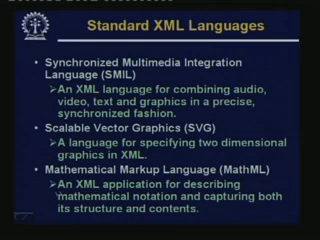 Standard XML Languages
• Synchronized Multimedia Integration
Language (SMIL)
➢An XML language for combining audio,
video, text and graphics in a precise,
synchronized fashion.
• Scalable Vector Graphics (SVG)
➢A language for specifying two dimensional
graphics in XML.
• Mathematical Markup Language (MathML)
➢An XML application for describing
mathematical notation and capturing both
its structure and contents.